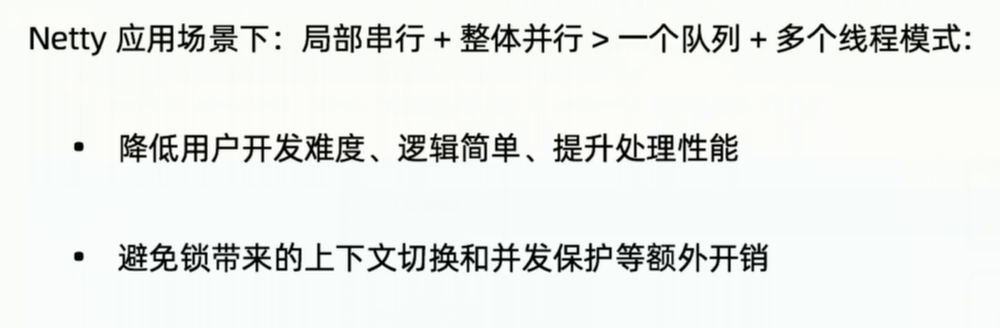 Netty 应用场景下：局部串行 + 整体并行 > 一个队列 + 多个线程模式:
• 降低用户开发难度、逻辑简单、提升处理性能
• 避免锁带来的上下文切换和并发保护等额外开销